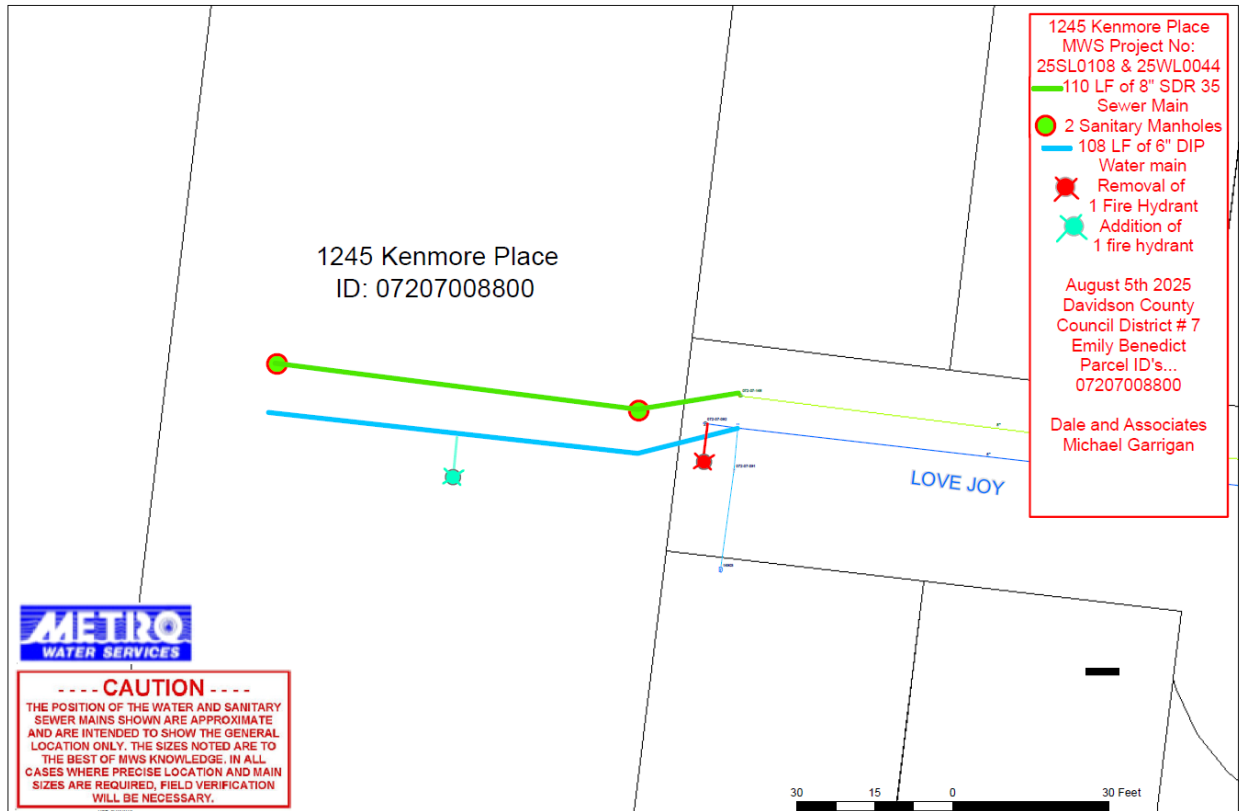 1245 Kenmore Place
MWS Project No:
25SL0108 & 25WL0044
110 LF of 8" SDR 35
Sewer Main
2 Sanitary Manholes
108 LF of 6" DIP
Water main
Removal of
1 Fire Hydrant
Addition of
1 fire hydrant
August 5th 2025
Davidson County
Council District # 7
Emily Benedict
Parcel ID's...
07207008800
Dale and Associates
Michael Garrigan
1245 Kenmore Place
ID: 07207008800
LOVE JOY
METRO
WATER SERVICES
- - - - CAUTION - - - -
THE POSITION OF THE WATER AND SANITARY
SEWER MAINS SHOWN ARE APPROXIMATE
AND ARE INTENDED TO SHOW THE GENERAL
LOCATION ONLY. THE SIZES NOTED ARE TO
THE BEST OF MWS KNOWLEDGE. IN ALL
CASES WHERE PRECISE LOCATION AND MAIN
SIZES ARE REQUIRED, FIELD VERIFICATION
WILL BE NECESSARY.
30 15 0 30 Feet